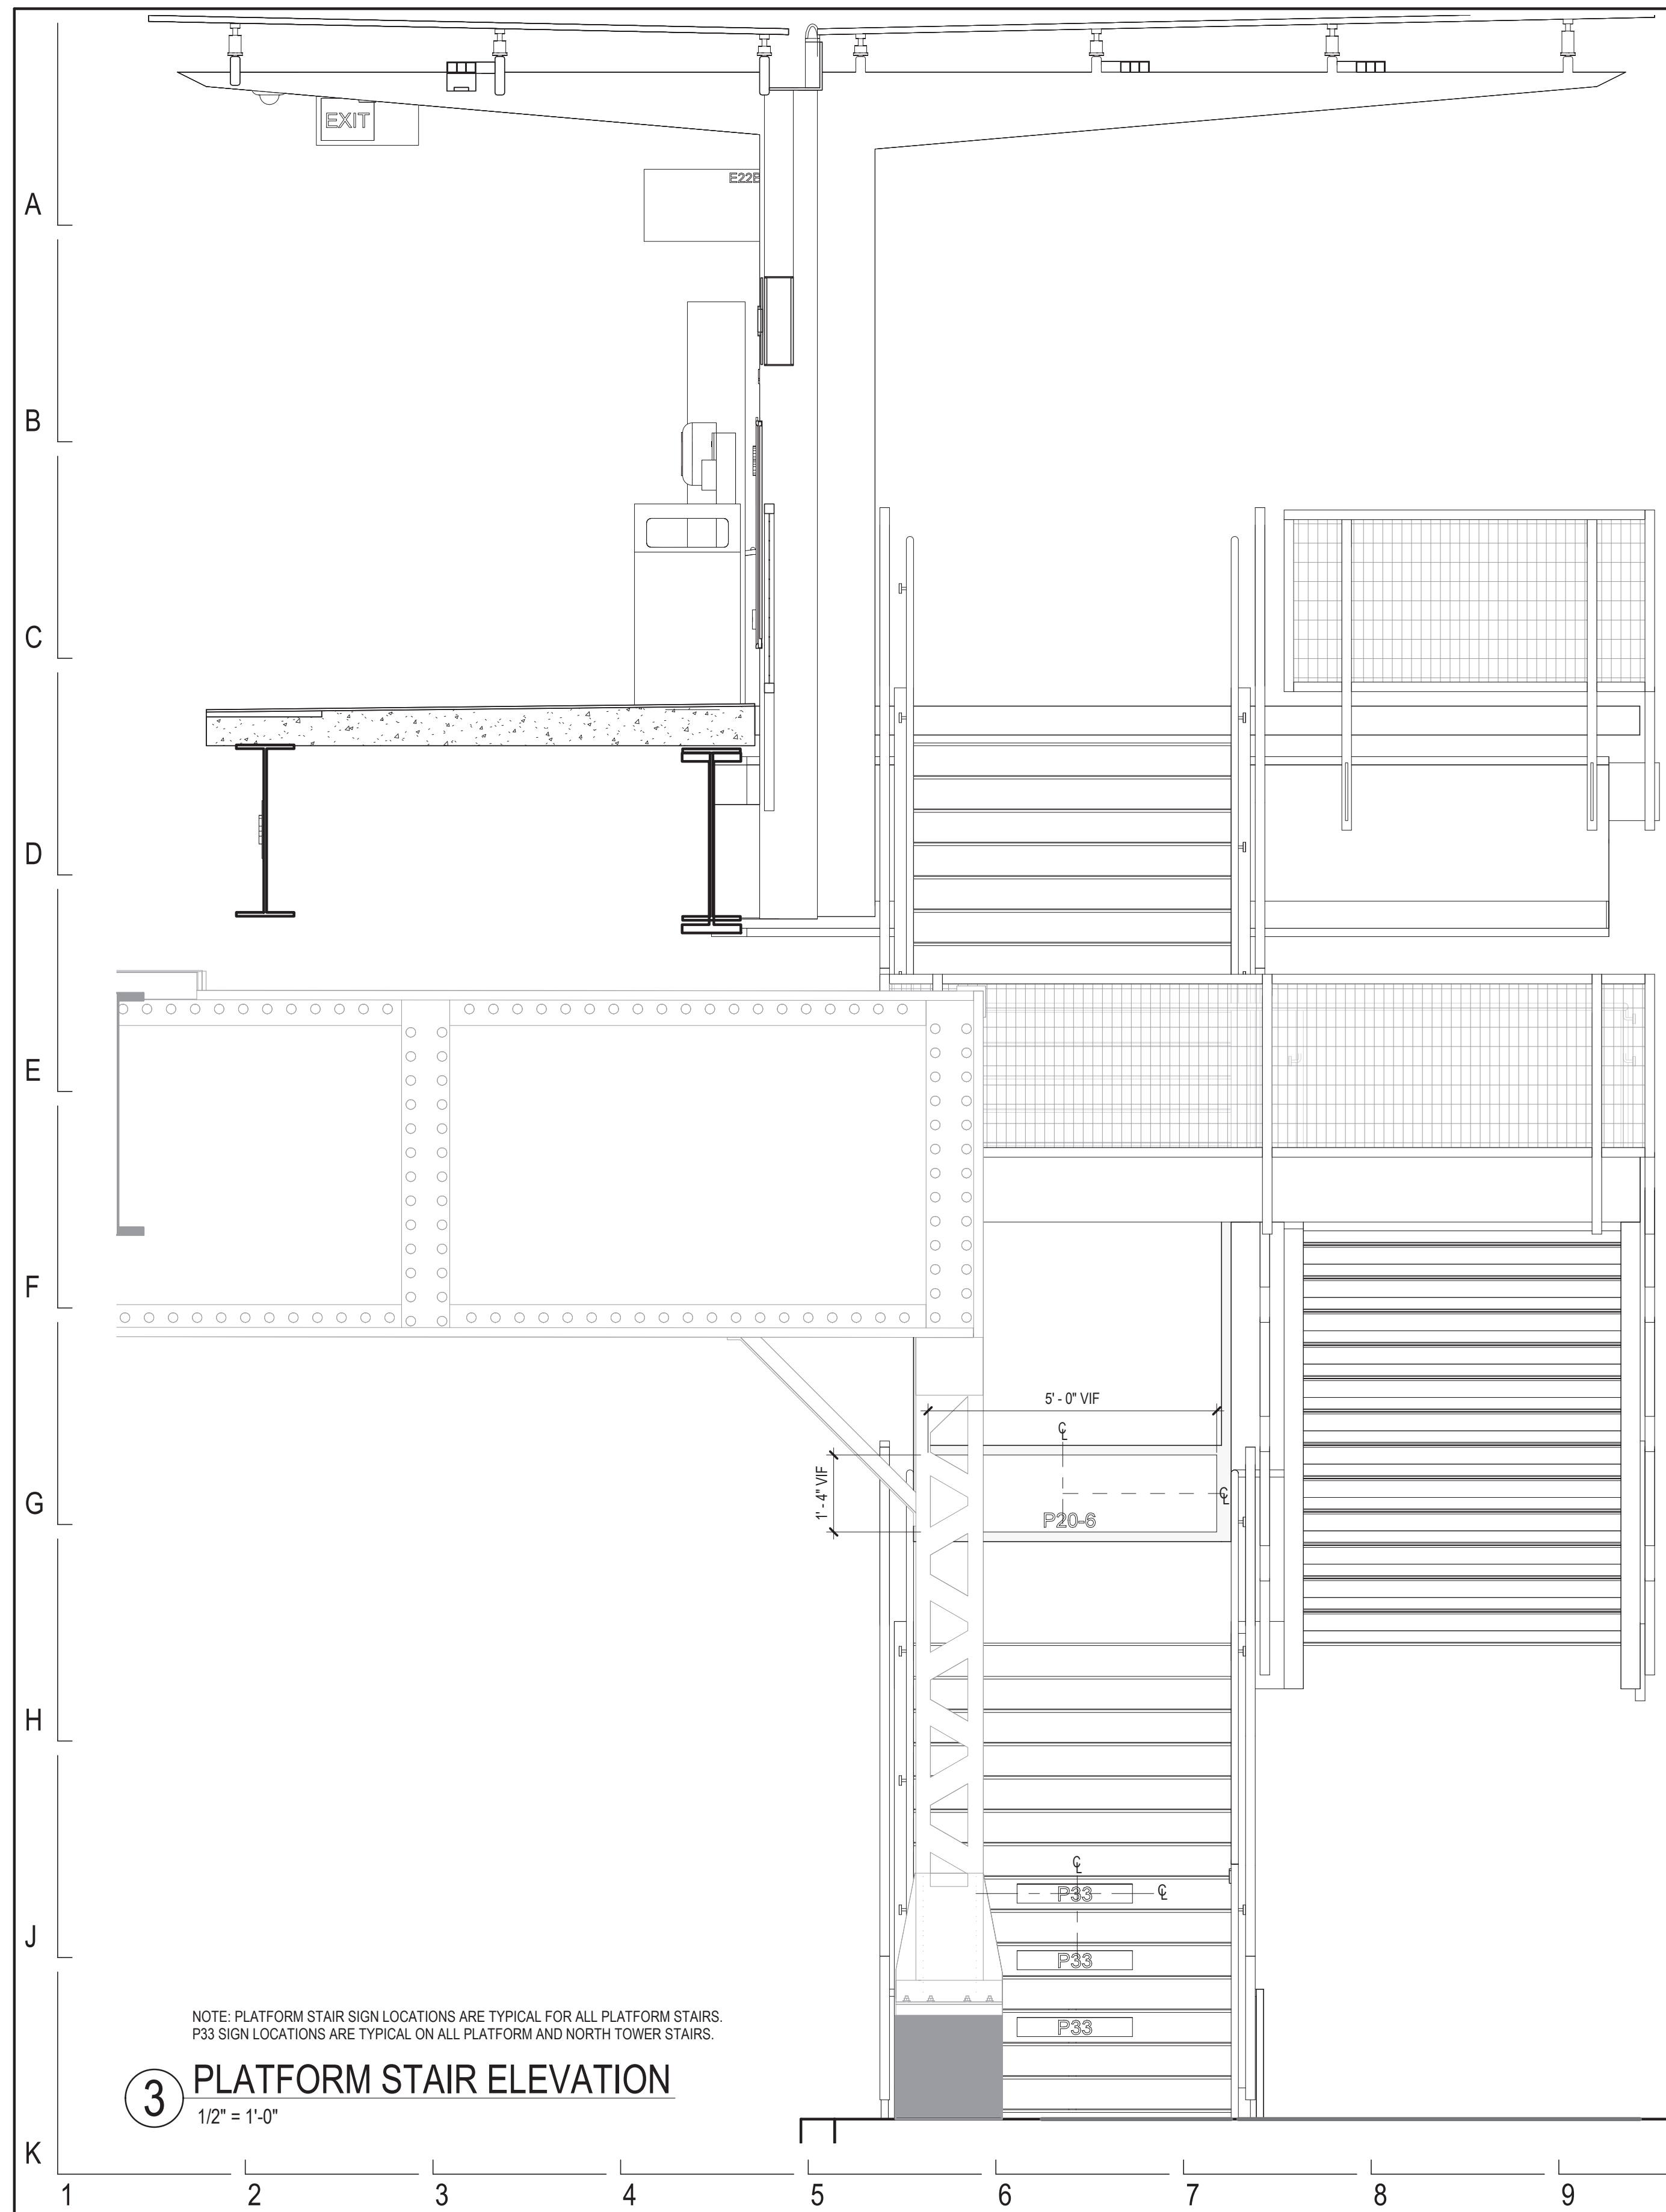 EXIT
E22B
A
B
C
D
E
F
5' - 0" VIF
℄
1' - 4" VIF
℄
G
P20-6
H
℄
P33
℄
J
P33
P33
NOTE: PLATFORM STAIR SIGN LOCATIONS ARE TYPICAL FOR ALL PLATFORM STAIRS.
P33 SIGN LOCATIONS ARE TYPICAL ON ALL PLATFORM AND NORTH TOWER STAIRS.
3 PLATFORM STAIR ELEVATION
1/2" = 1'-0"
K
1 2 3 4 5 6 7 8 9